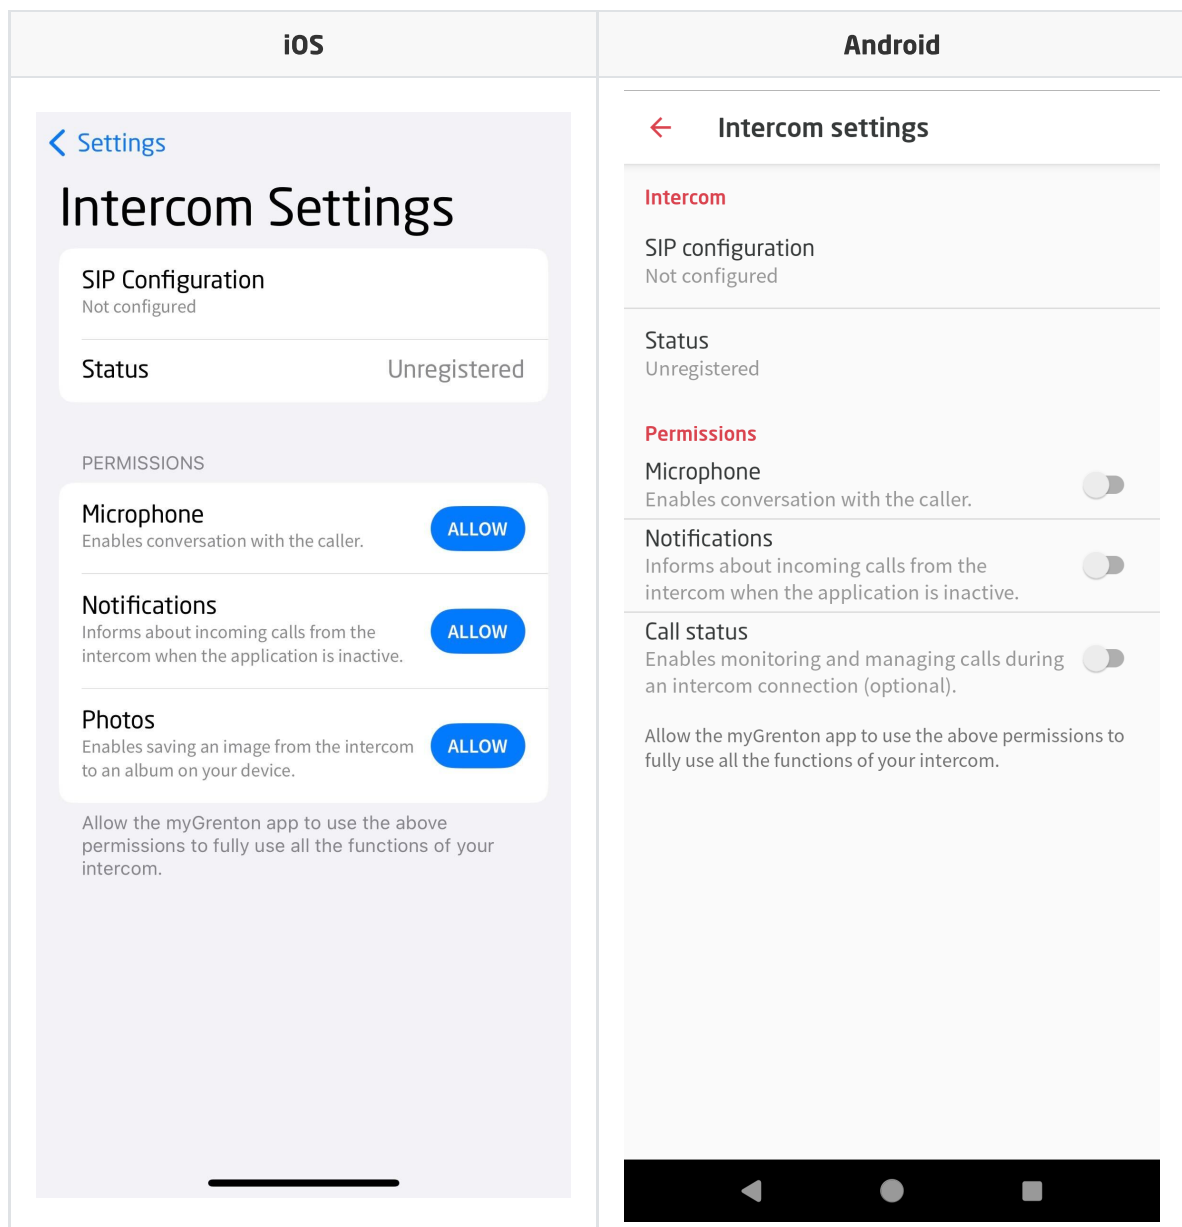 iOS
Android
Settings
Intercom Settings
SIP Configuration
Not configured
Status
Unregistered
PERMISSIONS
Microphone
Enables conversation with the caller.
ALLOW
Notifications
Informs about incoming calls from the
intercom when the application is inactive.
ALLOW
Photos
Enables saving an image from the intercom
to an album on your device.
ALLOW
Allow the myGrenton app to use the above
permissions to fully use all the functions of your
intercom.
Intercom settings
Intercom
SIP configuration
Not configured
Status
Unregistered
Permissions
Microphone
Enables conversation with the caller.
Notifications
Informs about incoming calls from the
intercom when the application is inactive.
Call status
Enables monitoring and managing calls during
an intercom connection (optional).
Allow the myGrenton app to use the above permissions to
fully use all the functions of your intercom.